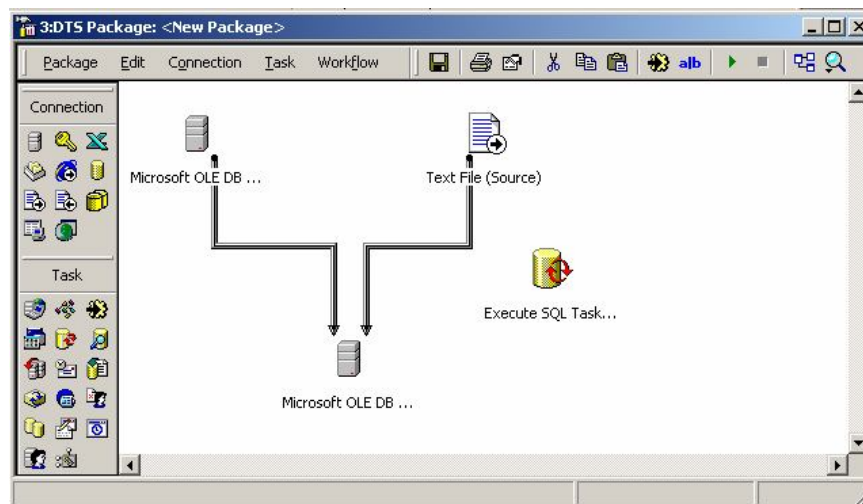 3:DTS Package: <New Package>
Package Edit Connection Task Workflow
a|b
Connection
Microsoft OLE DB ...
Text File (Source)
Task
Execute SQL Task...
Microsoft OLE DB ...